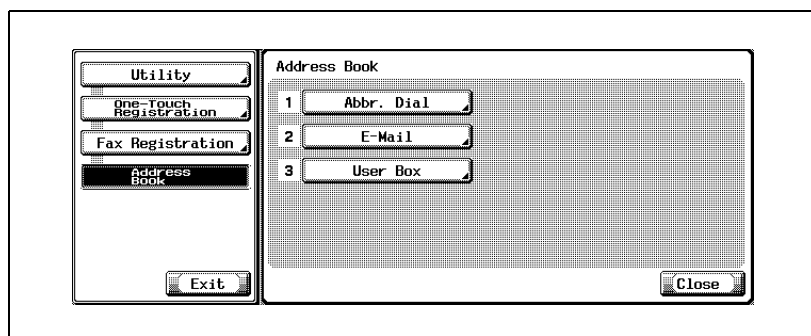 Utility
One-Touch
Registration
Fax Registration
Address
Book
Exit
Address Book
1 Abbr. Dial
2 E-Mail
3 User Box
Close